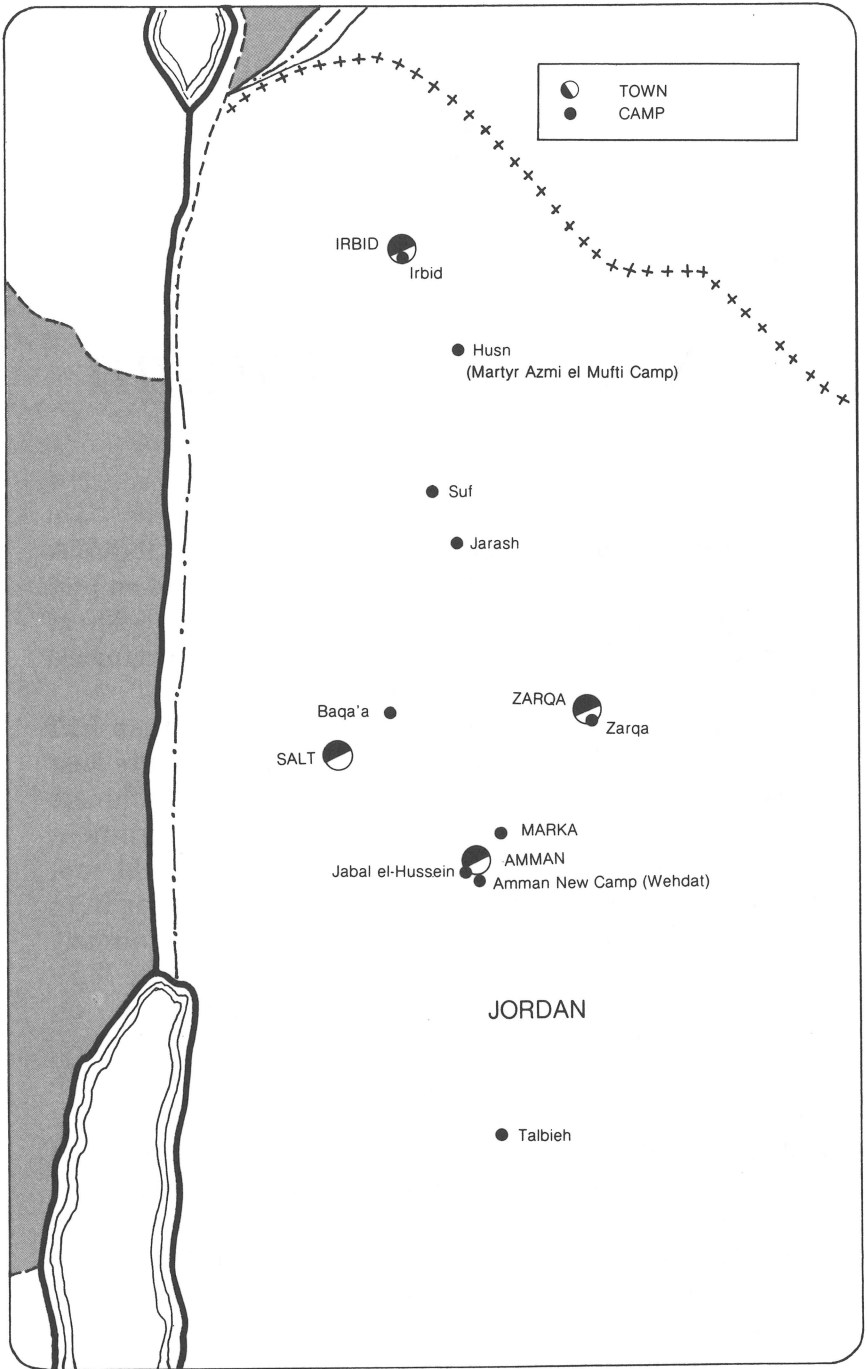 TOWN
CAMP
IRBID
Irbid
Husn
(Martyr Azmi el Mufti Camp)
Suf
Jarash
Baqa'a
ZARQA
Zarqa
SALT
MARKA
AMMAN
Jabal el-Hussein
Amman New Camp (Wehdat)
JORDAN
Talbieh